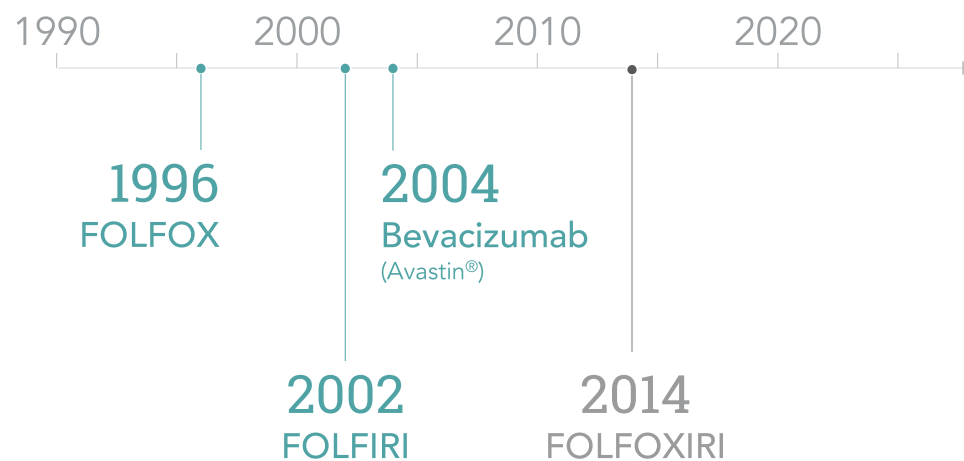 1990
2000
2010
2020
1996
FOLFOX
2004
Bevacizumab
(Avastin®)
2002
FOLFIRI
2014
FOLFOXIRI